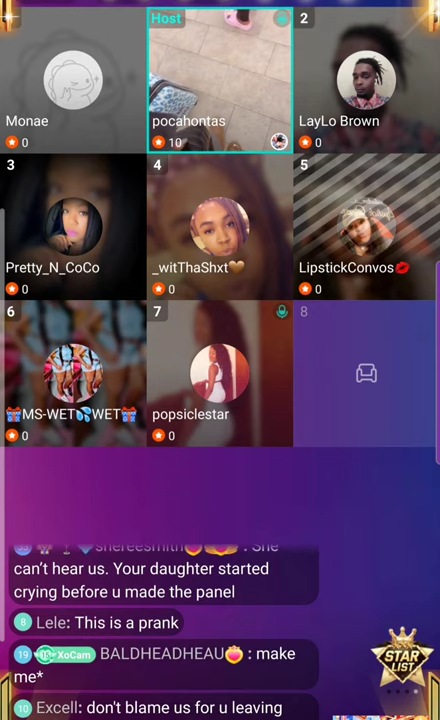 Host
2
Monae
0
pocahontas
10
LayLo Brown
0
3
4
5
Pretty_N_CoCo
0
_witThaShxt🤎
0
LipstickConvos💋
0
6
7
8
🎁MS-WET💦WET🎁
0
popsiclestar
0
: She
can't hear us. Your daughter started
crying before u made the panel
8 Lele: This is a prank
19 XoCam BALDHEADHEAU : make
me*
10 Excell: don't blame us for u leaving
STAR
LIST